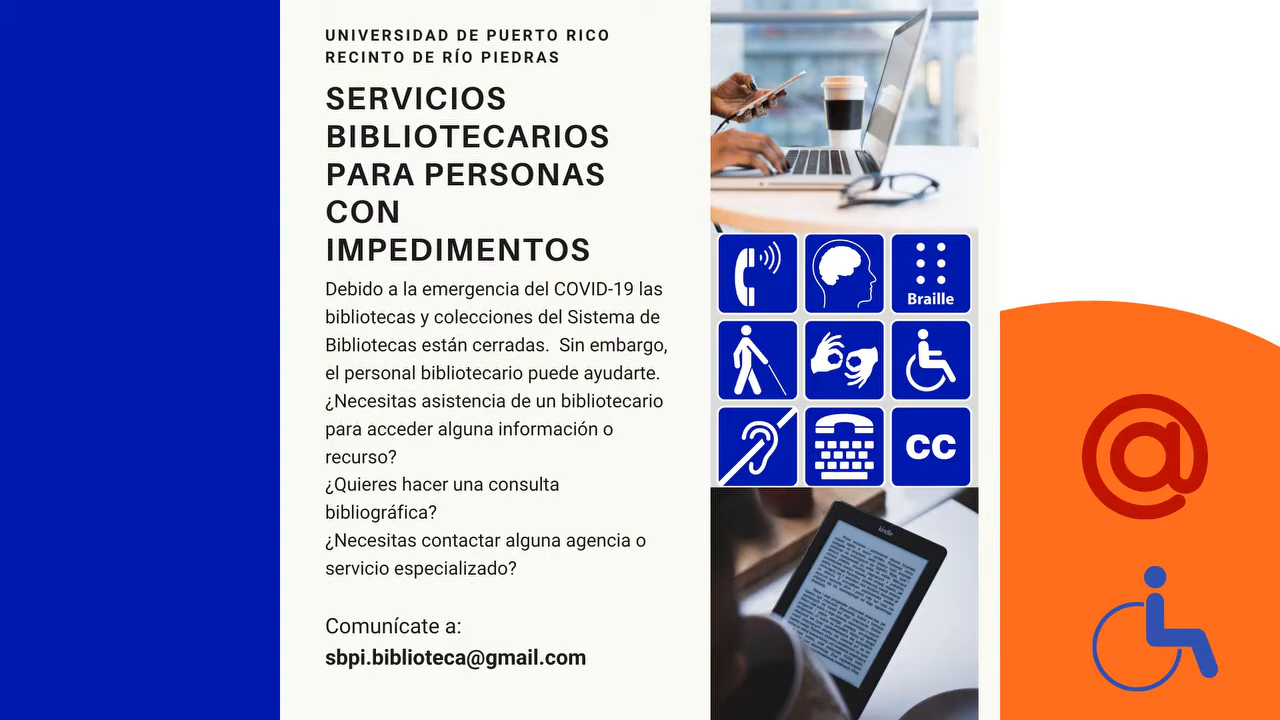 UNIVERSIDAD DE PUERTO RICO
RECINTO DE RÍO PIEDRAS
SERVICIOS
BIBLIOTECARIOS
PARA PERSONAS
CON
IMPEDIMENTOS
Debido a la emergencia del COVID-19 las
bibliotecas y colecciones del Sistema de
Bibliotecas están cerradas.  Sin embargo,
el personal bibliotecario puede ayudarte.
¿Necesitas asistencia de un bibliotecario
para acceder alguna información o
recurso?
¿Quieres hacer una consulta
bibliográfica?
¿Necesitas contactar alguna agencia o
servicio especializado?
Comunícate a:
sbpi.biblioteca@gmail.com
Braille
CC
kindle
@